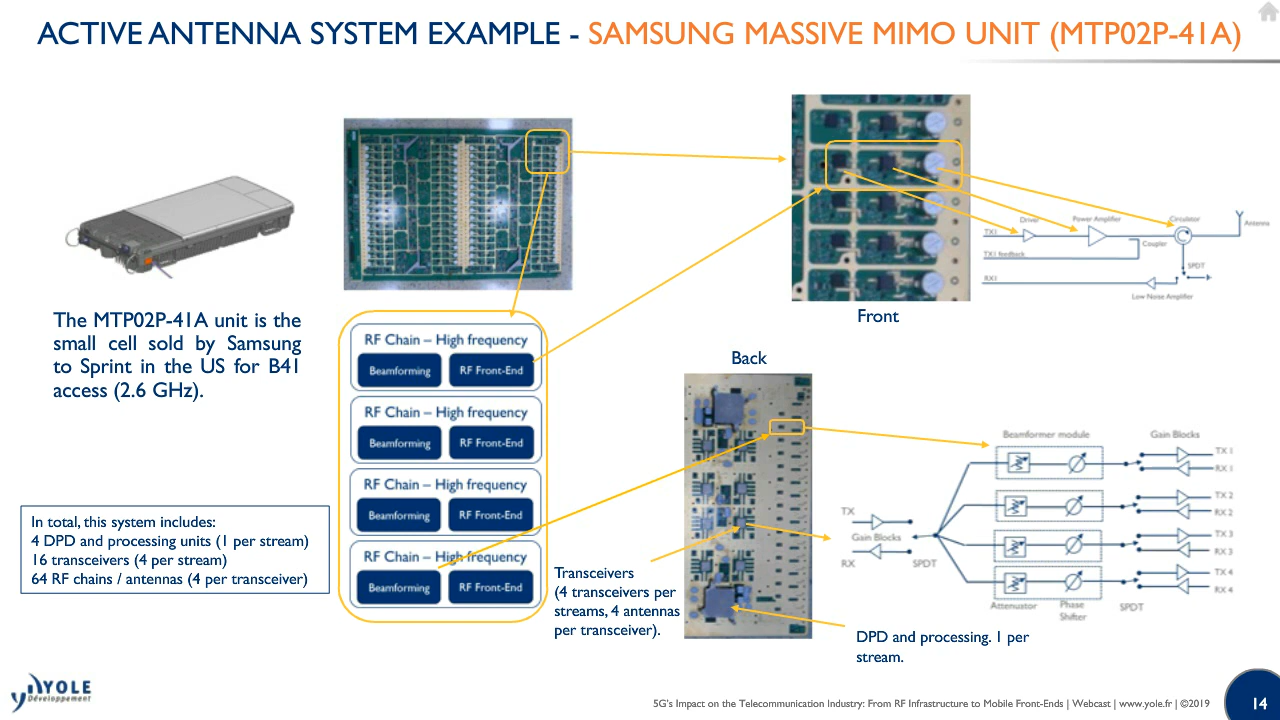 ACTIVE ANTENNA SYSTEM EXAMPLE - SAMSUNG MASSIVE MIMO UNIT (MTP02P-41A)
The MTP02P-41A unit is the
small cell sold by Samsung
to Sprint in the US for B41
access (2.6 GHz).
In total, this system includes:
4 DPD and processing units (1 per stream)
16 transceivers (4 per stream)
64 RF chains / antennas (4 per transceiver)
RF Chain – High frequency
Beamforming RF Front-End
RF Chain – High frequency
Beamforming RF Front-End
RF Chain – High frequency
Beamforming RF Front-End
RF Chain – High frequency
Beamforming RF Front-End
Front
Driver Power Amplifier Circulator
Antenna
TX1
Coupler
TX1 feedback
SPDT
RX1
Low Noise Amplifier
Back
Transceivers
(4 transceivers per
streams, 4 antennas
per transceiver).
DPD and processing. 1 per
stream.
Beamformer module Gain Blocks
TX 1
RX 1
TX 2
RX 2
TX 3
RX 3
TX 4
RX 4
TX
Gain Blocks
RX SPDT
Attenuator Phase
Shifter
SPDT
YOLE
Développement
5G's Impact on the Telecommunication Industry: From RF Infrastructure to Mobile Front-Ends | Webcast | www.yole.fr | ©2019
14